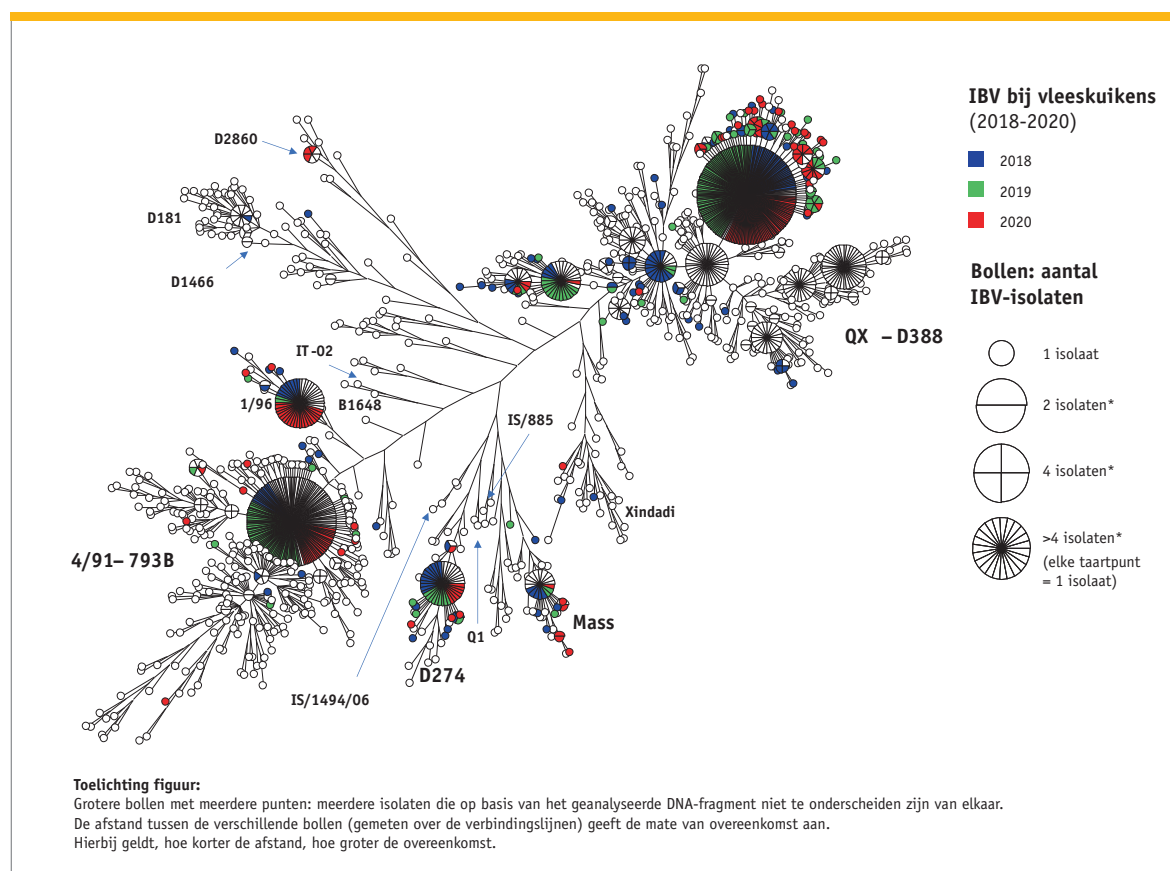 IBV bij vleeskuikens
(2018-2020)
2018
2019
2020
Bollen: aantal
IBV-isolaten
1 isolaat
2 isolaten*
4 isolaten*
>4 isolaten*
(elke taartpunt
= 1 isolaat)
D2860
D181
D1466
QX – D388
IT-02
1/96
B1648
IS/885
Xindadi
4/91–793B
Q1
Mass
D274
IS/1494/06
Toelichting figuur:
Grotere bollen met meerdere punten: meerdere isolaten die op basis van het geanalyseerde DNA-fragment niet te onderscheiden zijn van elkaar.
De afstand tussen de verschillende bollen (gemeten over de verbindingslijnen) geeft de mate van overeenkomst aan.
Hierbij geldt, hoe korter de afstand, hoe groter de overeenkomst.